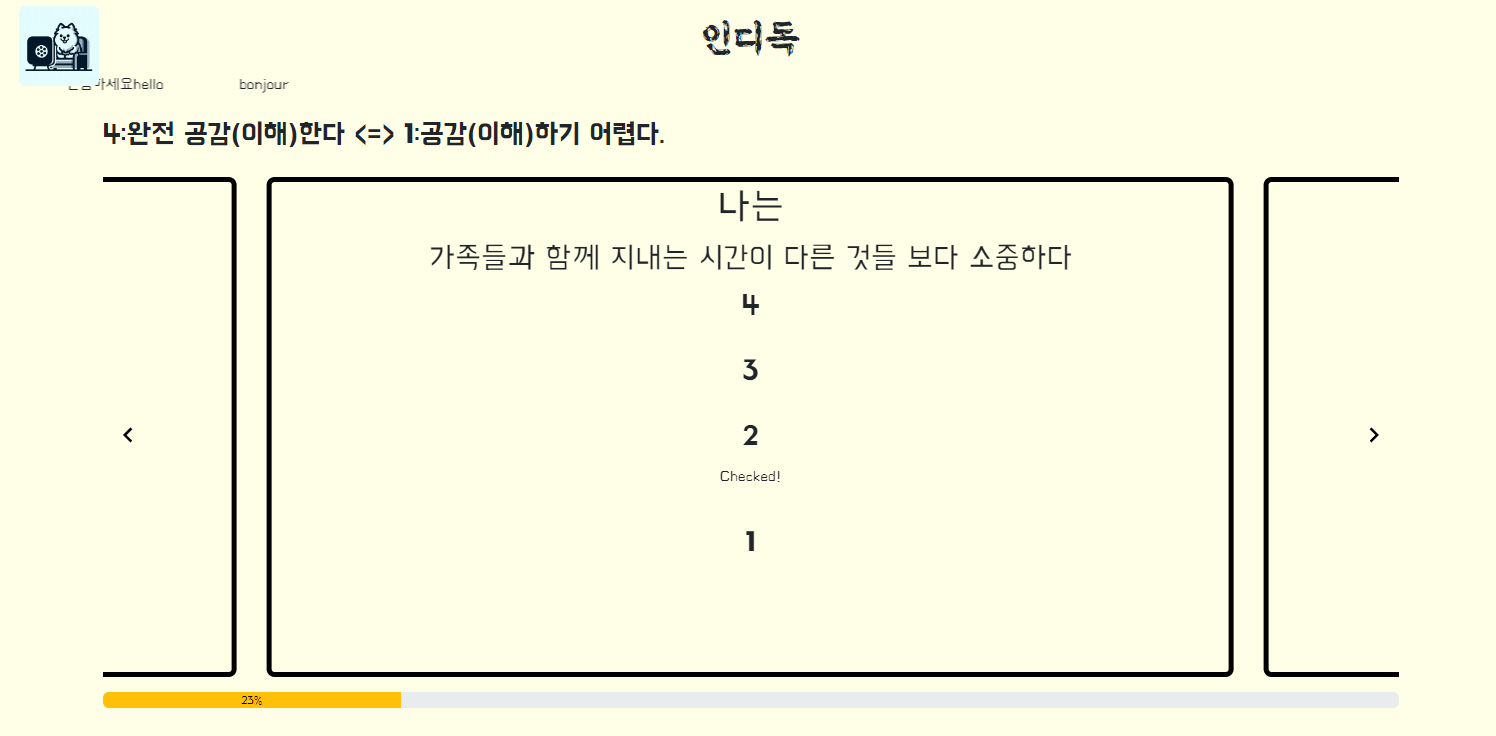 인디독
하세요hello bonjour
4:완전 공감(이해)한다 <=> 1:공감(이해)하기 어렵다.
나는
가족들과 함께 지내는 시간이 다른 것들 보다 소중하다
4
3
2
Checked!
1
23%